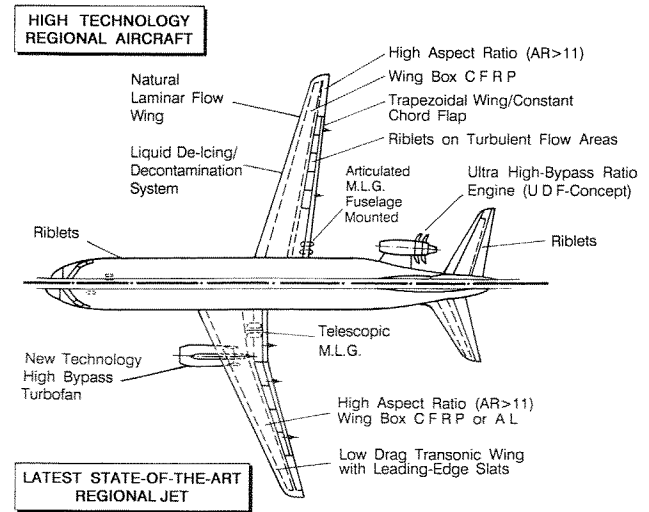 HIGH TECHNOLOGY
REGIONAL AIRCRAFT
High Aspect Ratio (AR>11)
Wing Box C F R P
Trapezoidal Wing/Constant
Chord Flap
Riblets on Turbulent Flow Areas
Natural
Laminar Flow
Wing
Liquid De-Icing/
Decontamination
System
Articulated
M.L.G.
Fuselage
Mounted
Ultra High-Bypass Ratio
Engine (U D F-Concept)
Riblets
Riblets
Telescopic
M.L.G.
New Technology
High Bypass
Turbofan
High Aspect Ratio (AR>11)
Wing Box C F R P or A L
Low Drag Transonic Wing
with Leading-Edge Slats
LATEST STATE-OF-THE-ART
REGIONAL JET